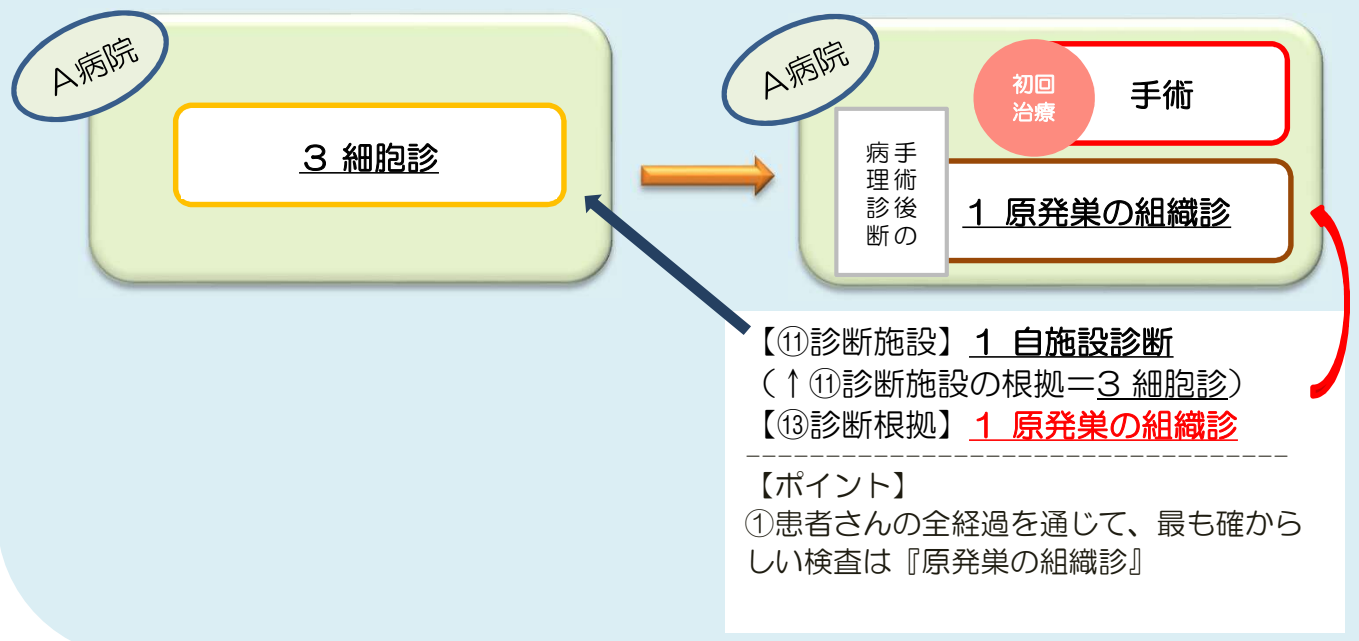 A病院
3 細胞診
A病院
初回
治療
手術
手術後の
病理診断
1 原発巣の組織診
【⑪診断施設】1 自施設診断
（↑⑪診断施設の根拠＝3 細胞診）
【⑬診断根拠】1 原発巣の組織診
----------------------------------
【ポイント】
①患者さんの全経過を通じて、最も確から
しい検査は『原発巣の組織診』